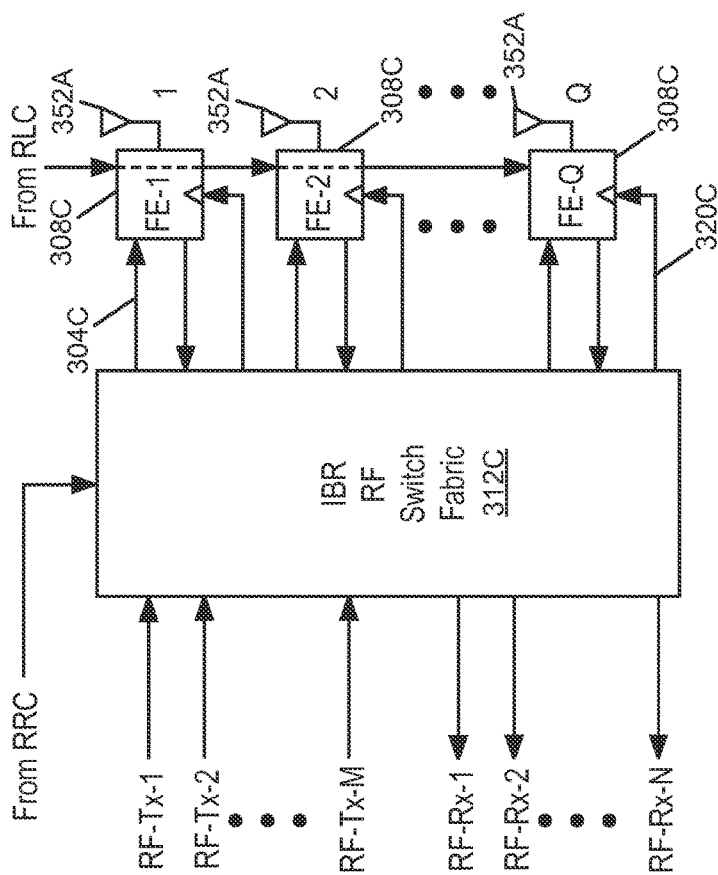 From RRC
RF-Tx-1
RF-Tx-2
RF-Tx-M
RF-Rx-1
RF-Rx-2
RF-Rx-N
IBR
RF
Switch
Fabric
312C
304C
From RLC
308C
352A
FE-1
1
352A
FE-2
2
308C
352A
FE-Q
Q
308C
320C